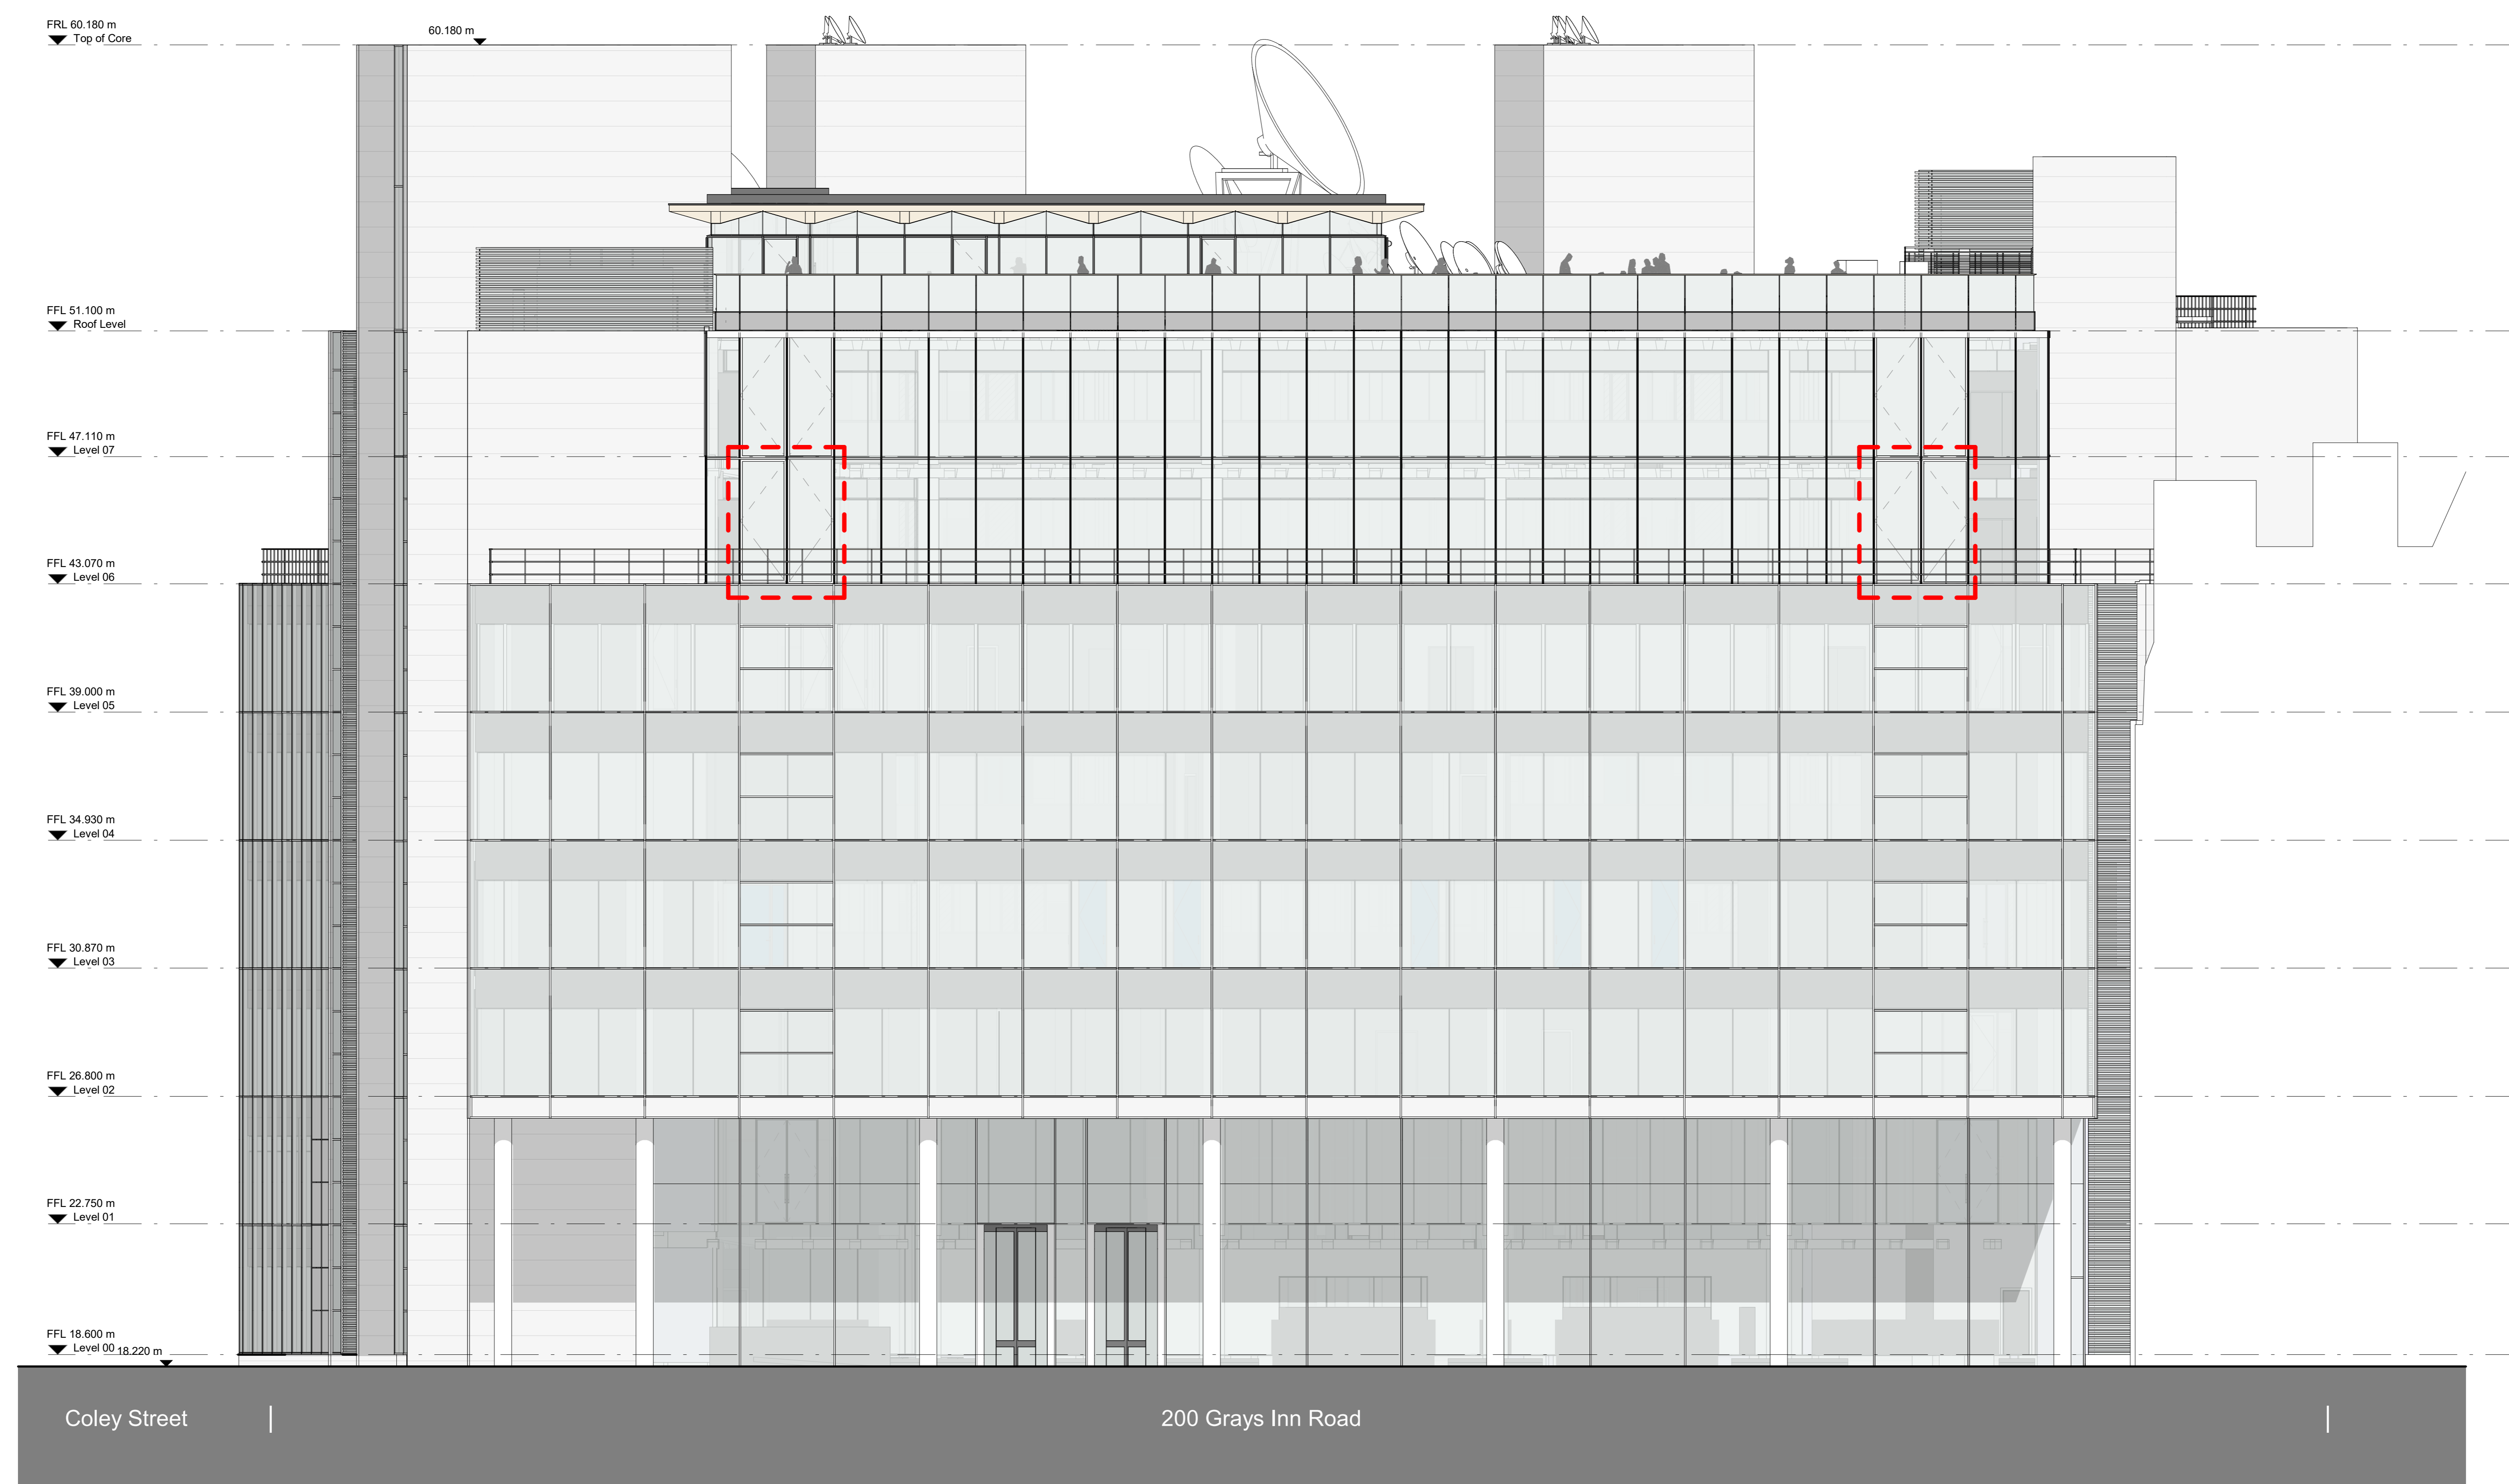 FRL 60.180 m
Top of Core
60.180 m
FFL 51.100 m
Roof Level
FFL 47.110 m
Level 07
FFL 43.070 m
Level 06
FFL 39.000 m
Level 05
FFL 34.930 m
Level 04
FFL 30.870 m
Level 03
FFL 26.800 m
Level 02
FFL 22.750 m
Level 01
FFL 18.600 m
Level 00
18.220 m
Coley Street
200 Grays Inn Road